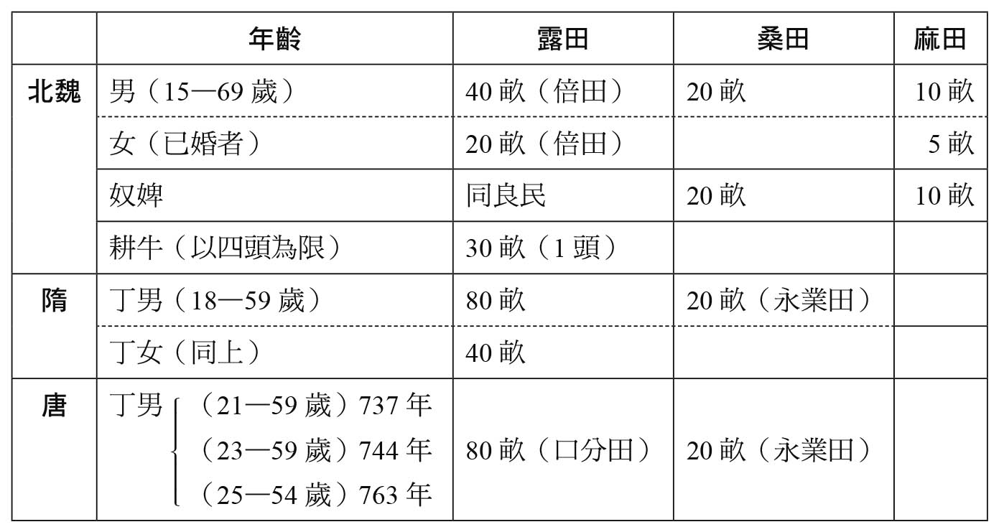 年齡 露田 桑田 麻田
北魏 男（15—69 歲） 40 畝（倍田） 20 畝 10 畝
女（已婚者） 20 畝（倍田） 5 畝
奴婢 同良民 20 畝 10 畝
耕牛（以四頭為限） 30 畝（1 頭）
隋 丁男（18—59 歲） 80 畝 20 畝（永業田）
丁女（同上） 40 畝
唐 丁男 （21—59 歲）737 年
（23—59 歲）744 年 80 畝（口分田） 20 畝（永業田）
（25—54 歲）763 年